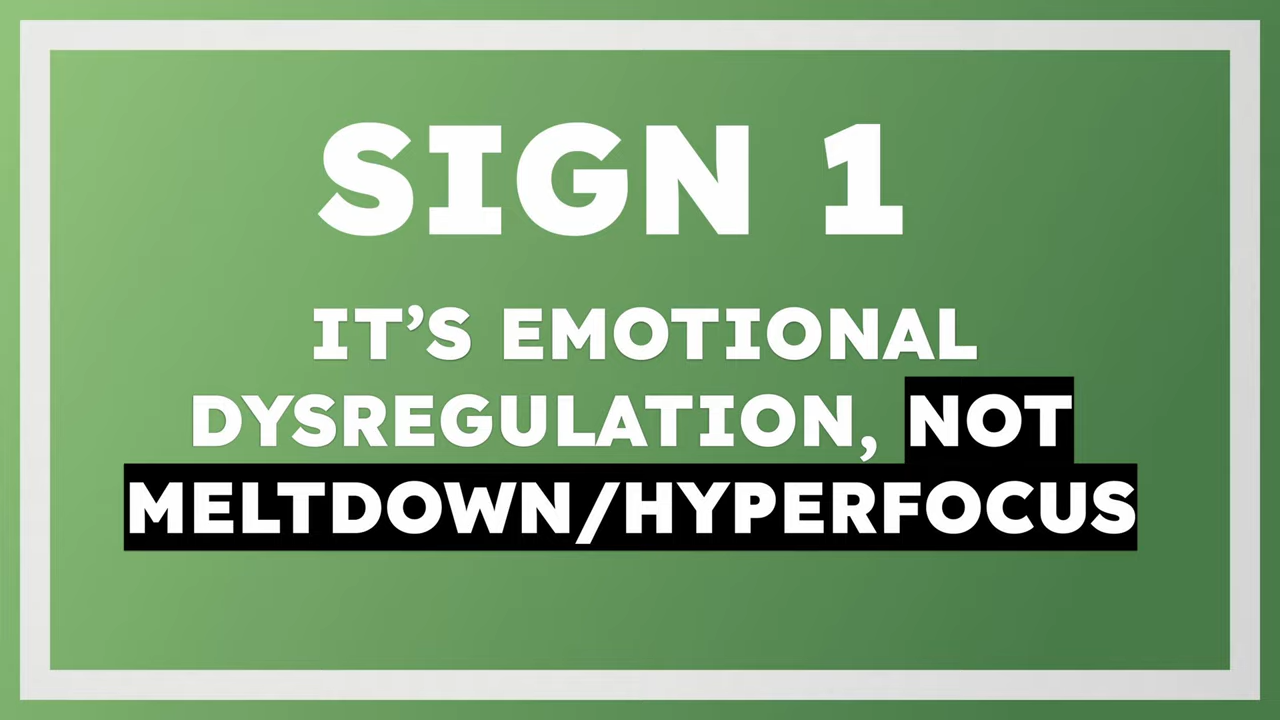 SIGN 1
IT’S EMOTIONAL
DYSREGULATION, NOT
MELTDOWN/HYPERFOCUS